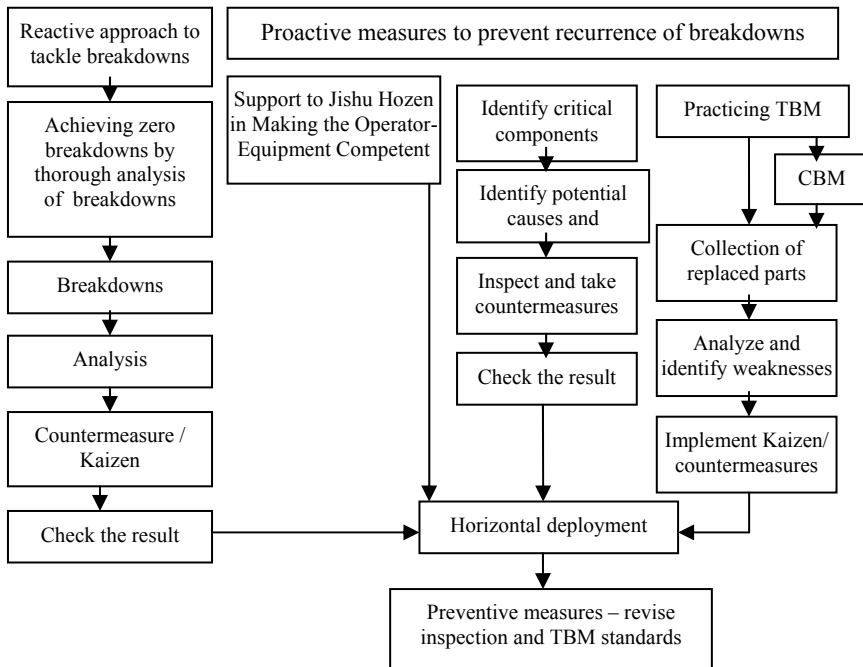 Reactive approach to
tackle breakdowns
Proactive measures to prevent recurrence of breakdowns
Achieving zero
breakdowns by
thorough analysis
of breakdowns
Breakdowns
Analysis
Countermeasure /
Kaizen
Check the result
Support to Jishu Hozen
in Making the Operator-
Equipment Competent
Identify critical
components
Identify potential
causes and
Inspect and take
countermeasures
Check the result
Practicing TBM
CBM
Collection of
replaced parts
Analyze and
identify weaknesses
Implement Kaizen/
countermeasures
Horizontal deployment
Preventive measures – revise
inspection and TBM standards